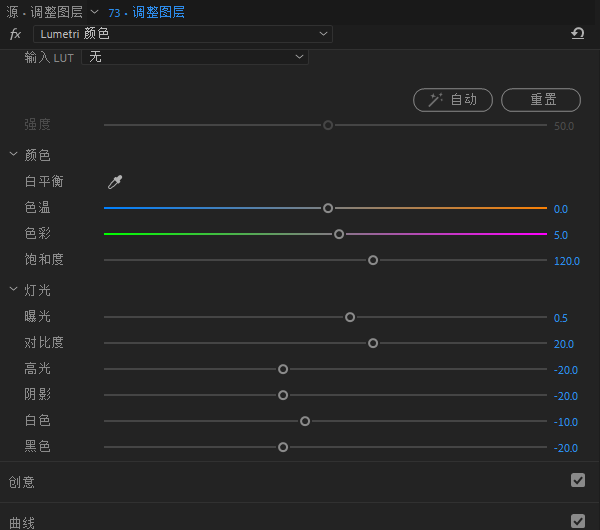 源 · 调整图层 73 · 调整图层
fx Lumetri 颜色
输入 LUT 无
自动 重置
强度 50.0
颜色
白平衡
色温 0.0
色彩 5.0
饱和度 120.0
灯光
曝光 0.5
对比度 20.0
高光 -20.0
阴影 -20.0
白色 -10.0
黑色 -20.0
创意
曲线